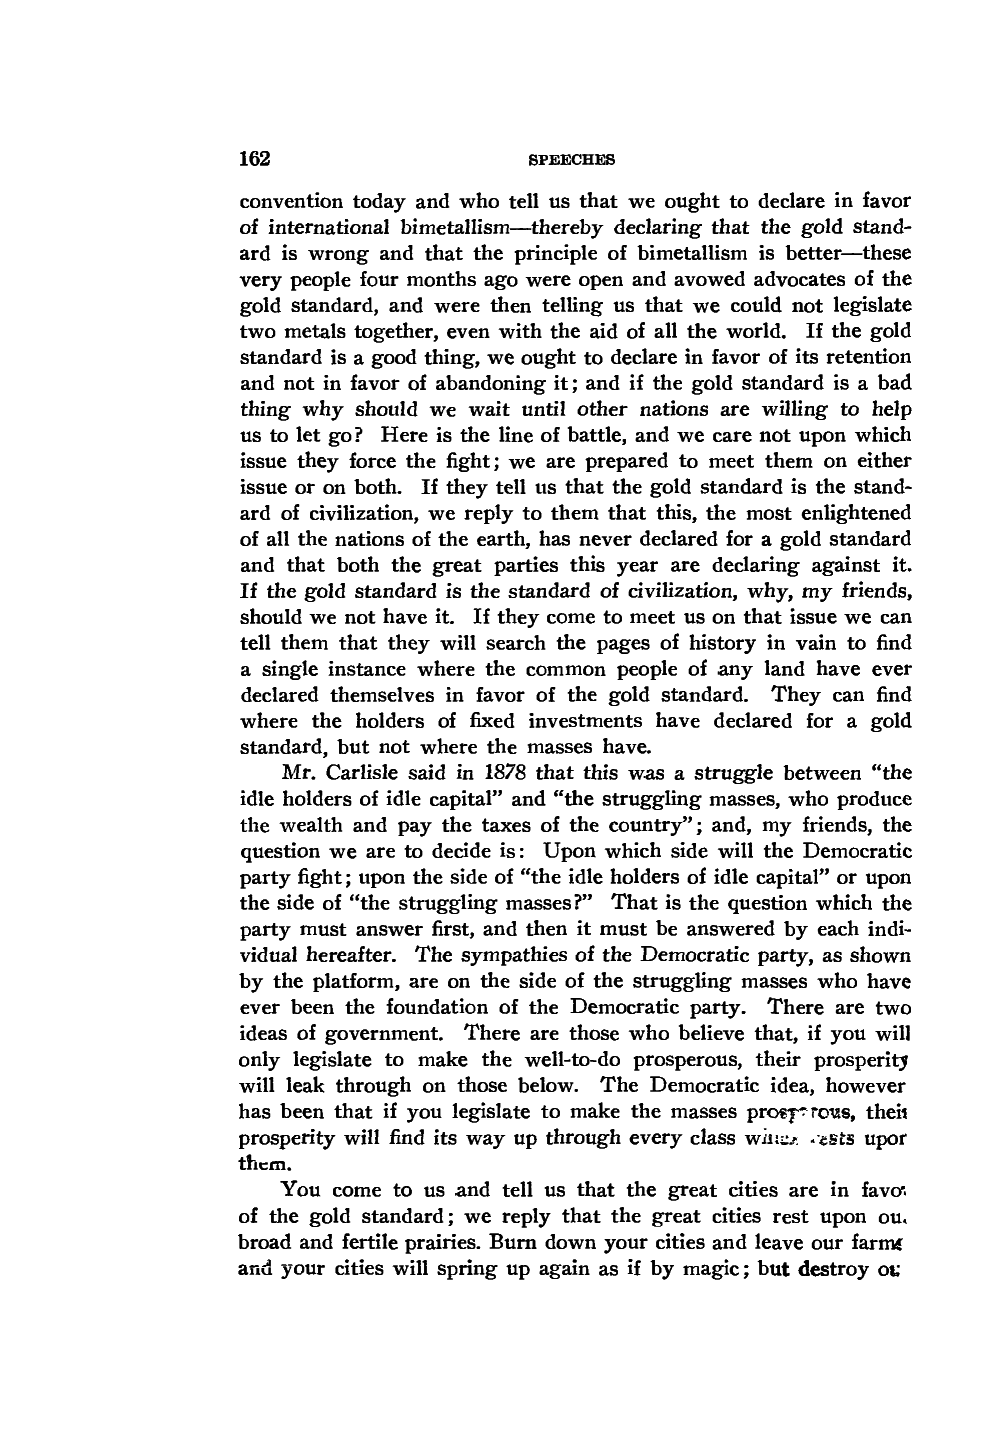 162 SPEECHES
convention today and who tell us that we ought to declare in favor
of international bimetallism—thereby declaring that the gold stand-
ard is wrong and that the principle of bimetallism is better—these
very people four months ago were open and avowed advocates of the
gold standard, and were then telling us that we could not legislate
two metals together, even with the aid of all the world. If the gold
standard is a good thing, we ought to declare in favor of its retention
and not in favor of abandoning it; and if the gold standard is a bad
thing why should we wait until other nations are willing to help
us to let go? Here is the line of battle, and we care not upon which
issue they force the fight; we are prepared to meet them on either
issue or on both. If they tell us that the gold standard is the stand-
ard of civilization, we reply to them that this, the most enlightened
of all the nations of the earth, has never declared for a gold standard
and that both the great parties this year are declaring against it.
If the gold standard is the standard of civilization, why, my friends,
should we not have it. If they come to meet us on that issue we can
tell them that they will search the pages of history in vain to find
a single instance where the common people of any land have ever
declared themselves in favor of the gold standard. They can find
where the holders of fixed investments have declared for a gold
standard, but not where the masses have.
Mr. Carlisle said in 1878 that this was a struggle between “the
idle holders of idle capital” and “the struggling masses, who produce
the wealth and pay the taxes of the country”; and, my friends, the
question we are to decide is: Upon which side will the Democratic
party fight; upon the side of “the idle holders of idle capital” or upon
the side of “the struggling masses?” That is the question which the
party must answer first, and then it must be answered by each indi-
vidual hereafter. The sympathies of the Democratic party, as shown
by the platform, are on the side of the struggling masses who have
ever been the foundation of the Democratic party. There are two
ideas of government. There are those who believe that, if you will
only legislate to make the well-to-do prosperous, their prosperity
will leak through on those below. The Democratic idea, however
has been that if you legislate to make the masses prosperous, their
prosperity will find its way up through every class rests upon
them.
You come to us and tell us that the great cities are in favor
of the gold standard; we reply that the great cities rest upon
broad and fertile prairies. Burn down your cities and leave our farms
and your cities will spring up again as if by magic; but destroy